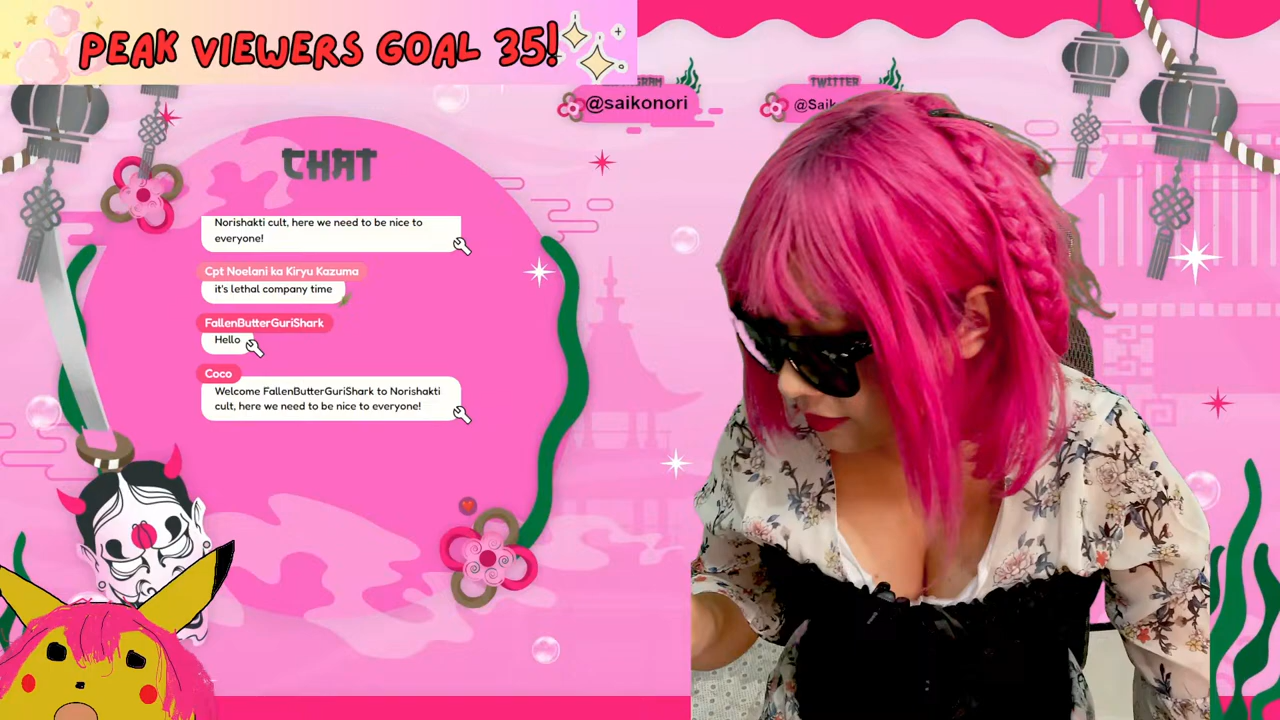 PEAK VIEWERS GOAL 35!
TWITTER
@saikonori
@Saik
CHAT
Norishakti cult, here we need to be nice to
everyone!
Cpt Noelani ka Kiryu Kazuma
it's lethal company time
FallenButterGuriShark
Hello
Coco
Welcome FallenButterGuriShark to Norishakti
cult, here we need to be nice to everyone!